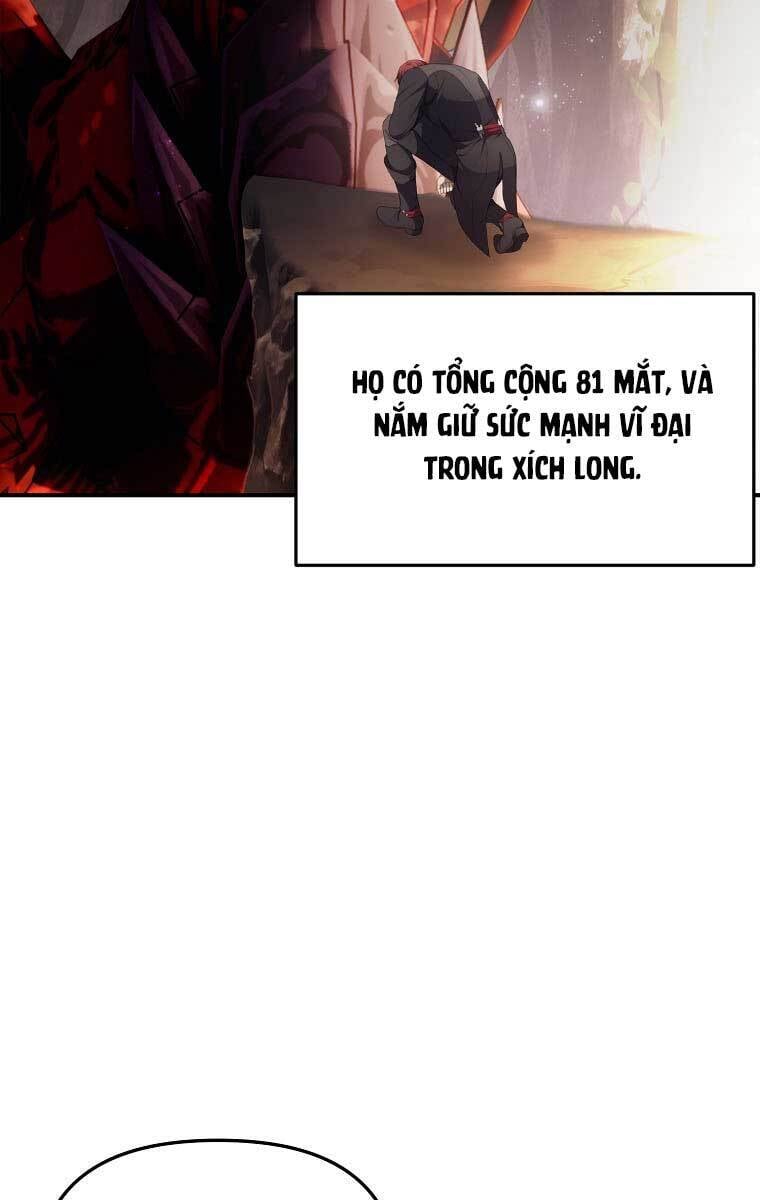 HỌ CÓ TỔNG CỘNG 81 MẮT, VÀ
NẮM GIỮ SỨC MẠNH VĨ ĐẠI
TRONG XÍCH LONG.